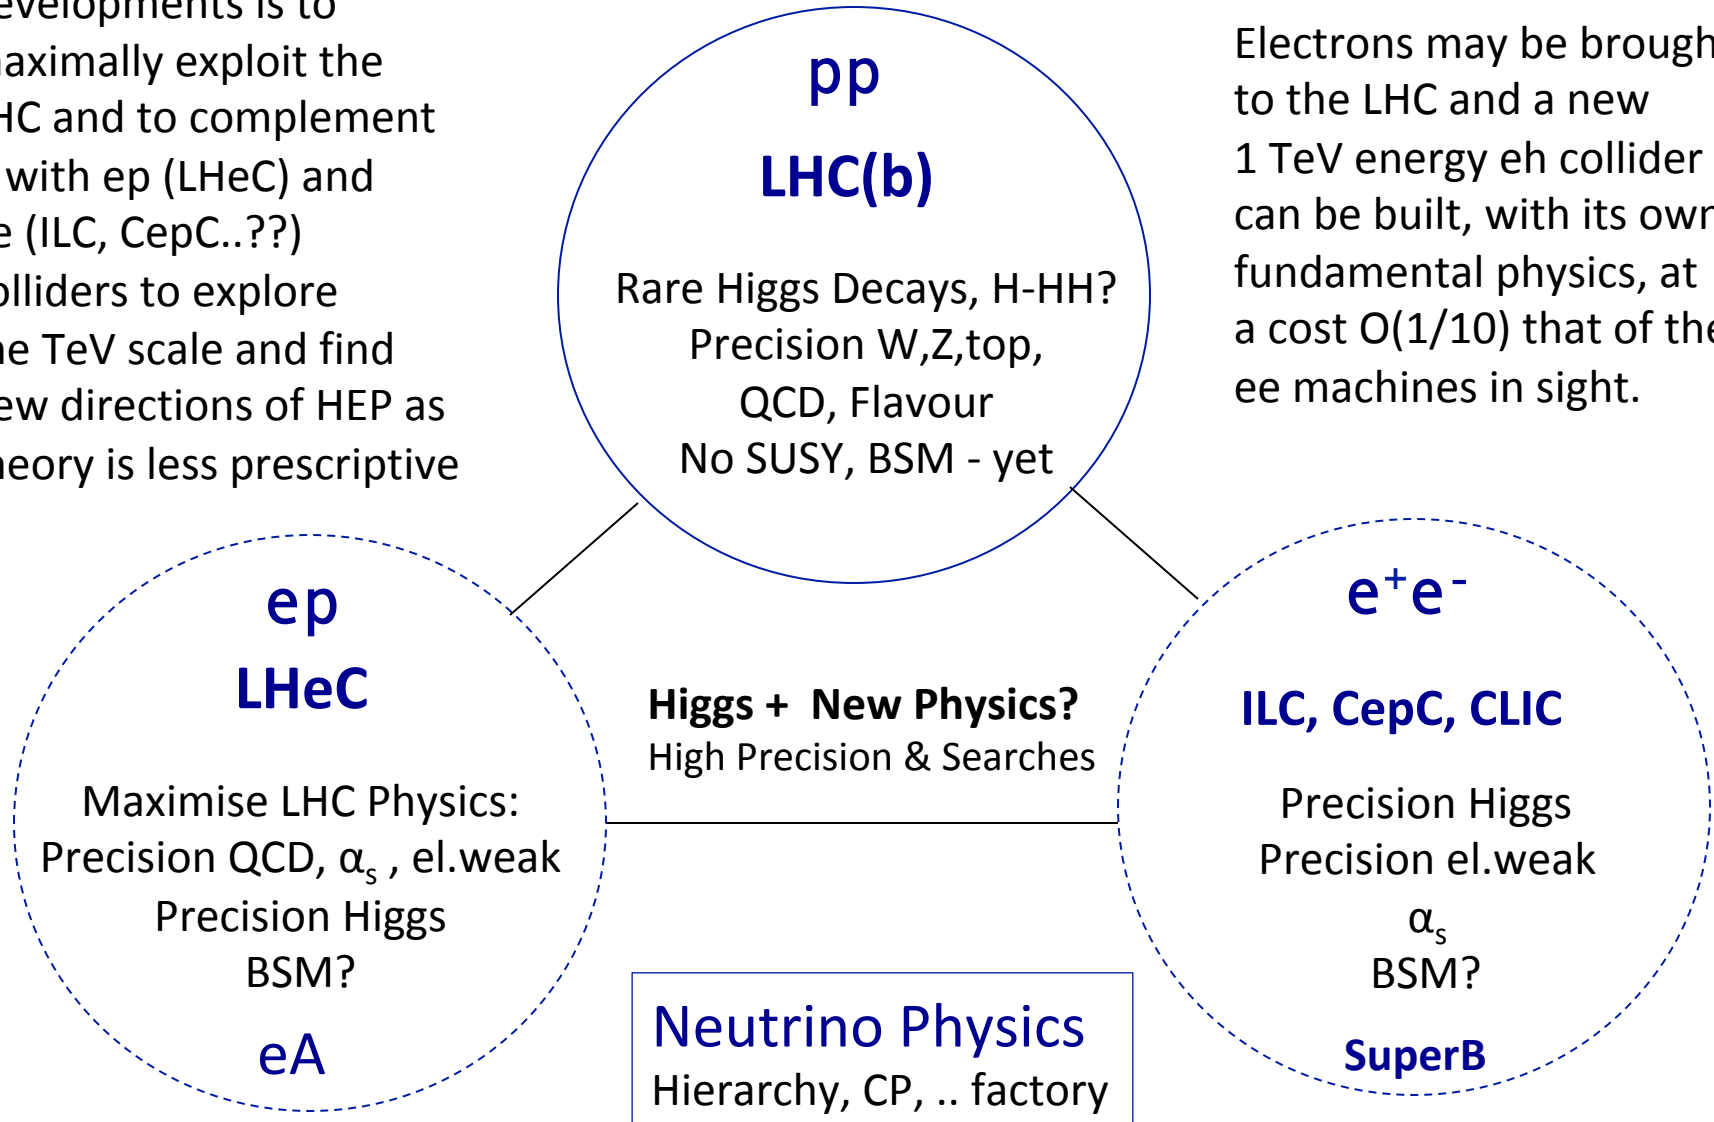 evelopments is to
aximally exploit the
HC and to complement
with ep (LHeC) and
e (ILC, CepC..??)
olliders to explore
he TeV scale and find
ew directions of HEP as
heory is less prescriptive
pp
LHC(b)
Rare Higgs Decays, H-HH?
Precision W,Z,top,
QCD, Flavour
No SUSY, BSM - yet
Electrons may be brough
to the LHC and a new
1 TeV energy eh collider
can be built, with its own
fundamental physics, at
a cost O(1/10) that of the
ee machines in sight.
ep
LHeC
Maximise LHC Physics:
Precision QCD, αₛ , el.weak
Precision Higgs
BSM?
eA
Higgs + New Physics?
High Precision & Searches
e⁺e⁻
ILC, CepC, CLIC
Precision Higgs
Precision el.weak
αₛ
BSM?
SuperB
Neutrino Physics
Hierarchy, CP, .. factory